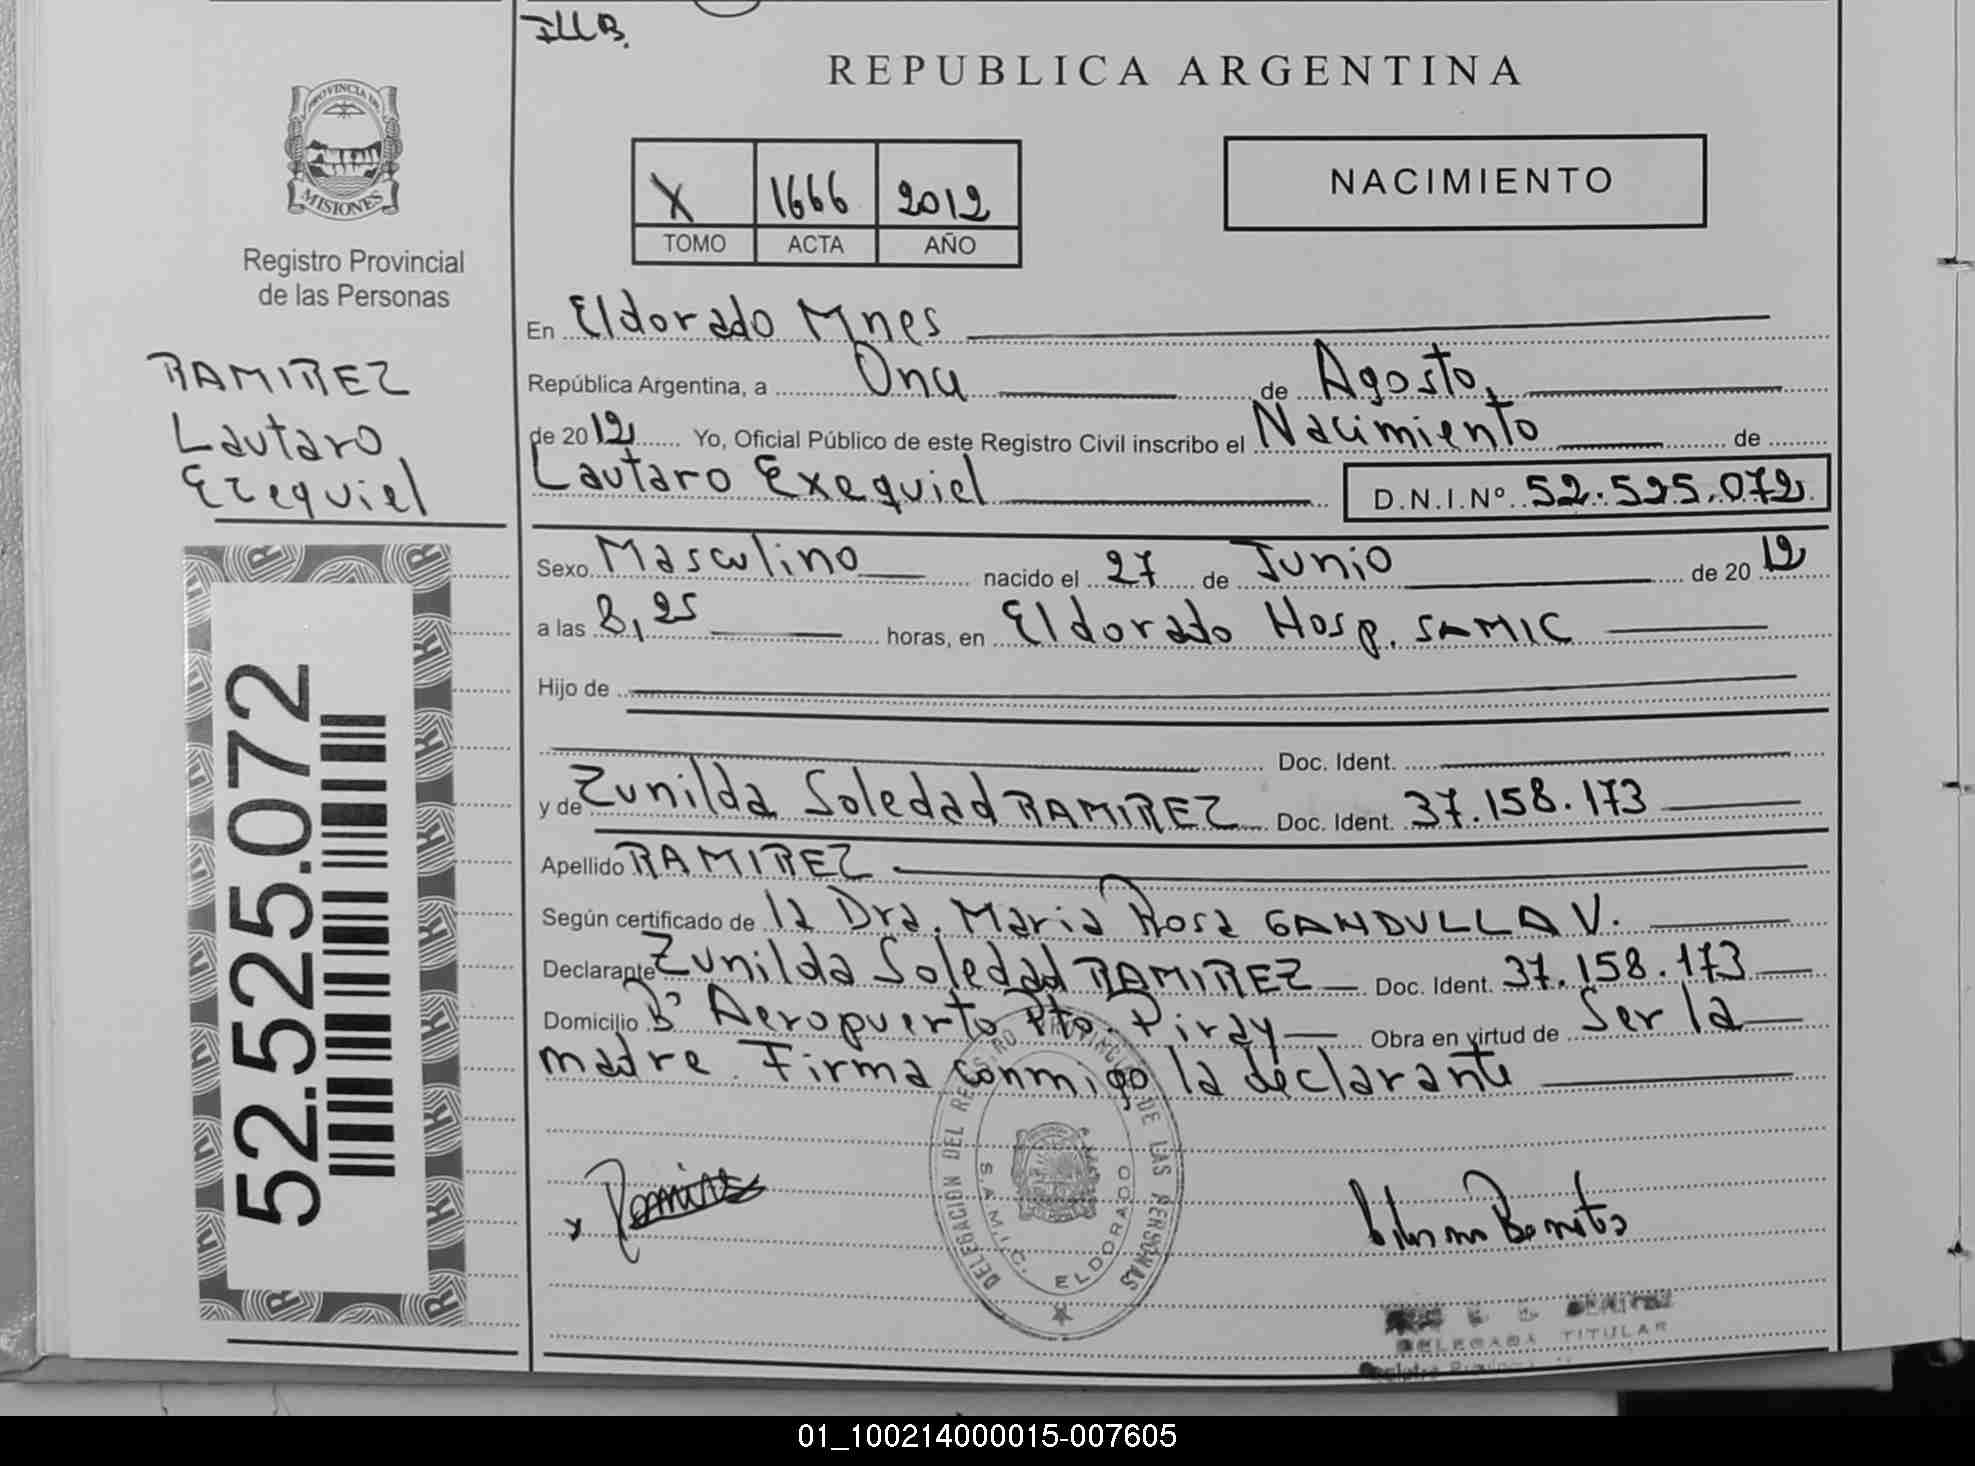 REPUBLICA ARGENTINA
PROVINCIA DE
MISIONES
Registro Provincial
de las Personas
X 1666 2012
TOMO ACTA AÑO
NACIMIENTO
RAMIREZ
Lautaro
Ezequiel
52.525.072
En Eldorado Mnes
República Argentina, a Once de Agosto,
de 2012 Yo, Oficial Público de este Registro Civil inscribo el Nacimiento de
Lautaro Exequiel D.N.I.Nº 52.525.072
Sexo Masculino nacido el 27 de Junio de 2012
a las 8,25 horas, en Eldorado Hosp. SAMIC
Hijo de
Doc. Ident.
y de Zunilda Soledad RAMIREZ Doc. Ident. 37.158.173
Apellido RAMIREZ
Según certificado de la Dra. Maria Rosa GANDULLA V.
Declarante Zunilda Soledad RAMIREZ Doc. Ident. 37.158.173
Domicilio Bº Aeropuerto Pto. Piray Obra en virtud de Ser la
madre. Firma conmigo la declarante
DELEGACION DEL REGISTRO PROVINCIAL DE LAS PERSONAS
S.A.M.I.C. ELDORADO
x Ramirez
BENITEZ
DELEGADA TITULAR
01_100214000015-007605